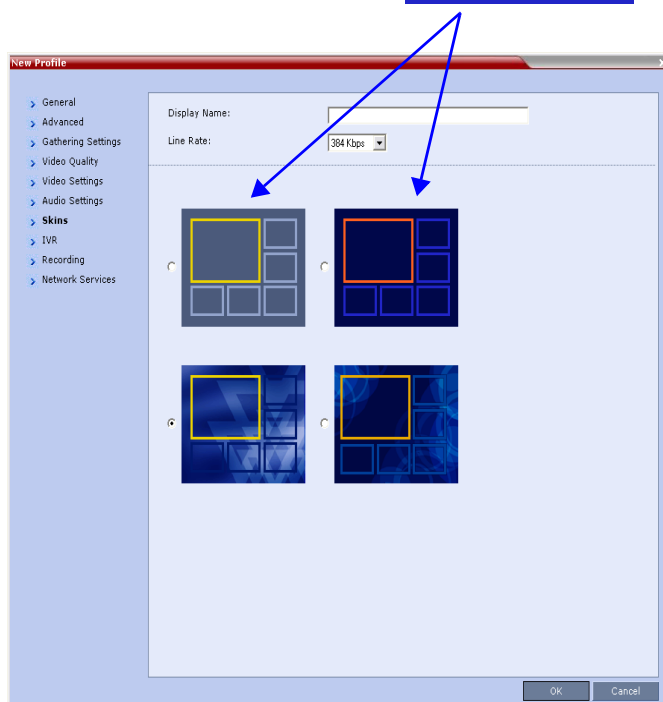 New Profile
General
Advanced
Gathering Settings
Video Quality
Video Settings
Audio Settings
Skins
IVR
Recording
Network Services
Display Name:
Line Rate:
384 Kbps
OK
Cancel